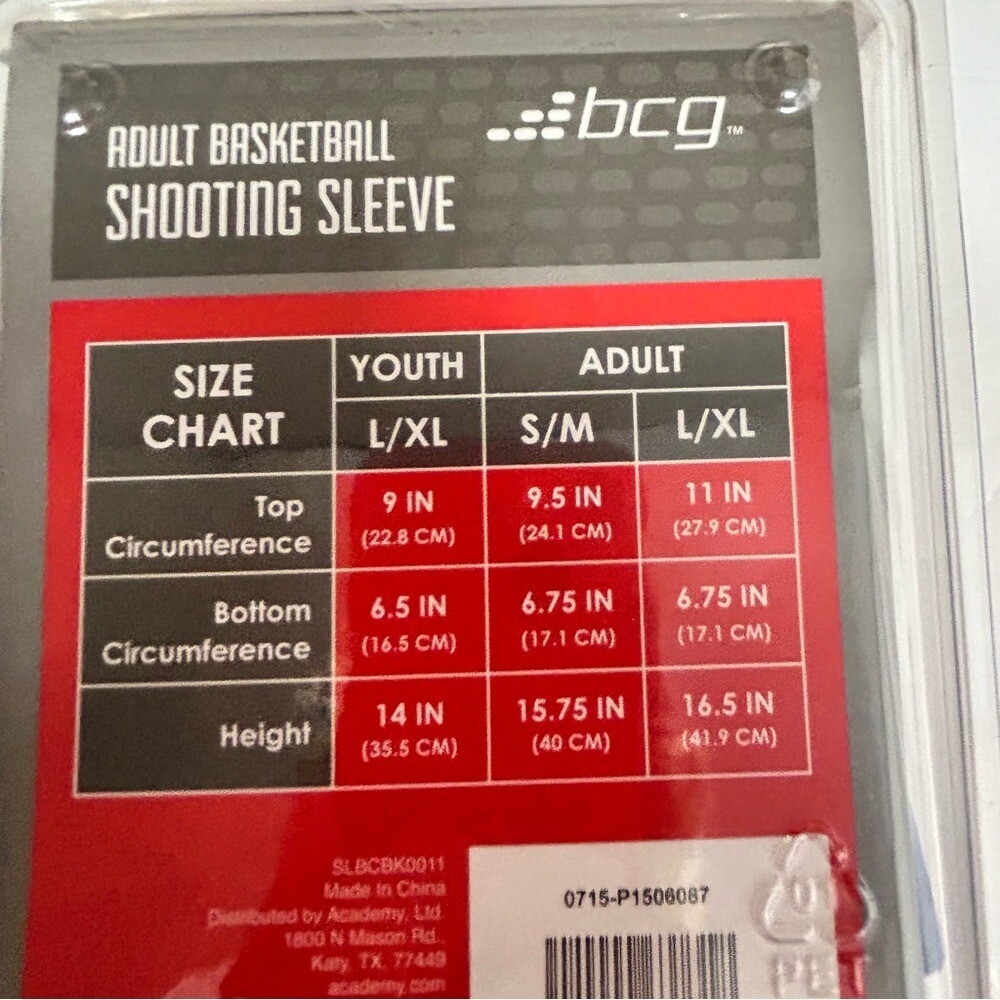 ADULT BASKETBALL
SHOOTING SLEEVE
bcg™
SIZE CHART YOUTH ADULT
L/XL S/M L/XL
Top Circumference 9 IN (22.8 CM) 9.5 IN (24.1 CM) 11 IN (27.9 CM)
Bottom Circumference 6.5 IN (16.5 CM) 6.75 IN (17.1 CM) 6.75 IN (17.1 CM)
Height 14 IN (35.5 CM) 15.75 IN (40 CM) 16.5 IN (41.9 CM)
SLBCBK0011
Made In China
Distributed by Academy, Ltd.
1800 N Mason Rd.
Katy, TX, 77449
academy.com
0715-P1506087